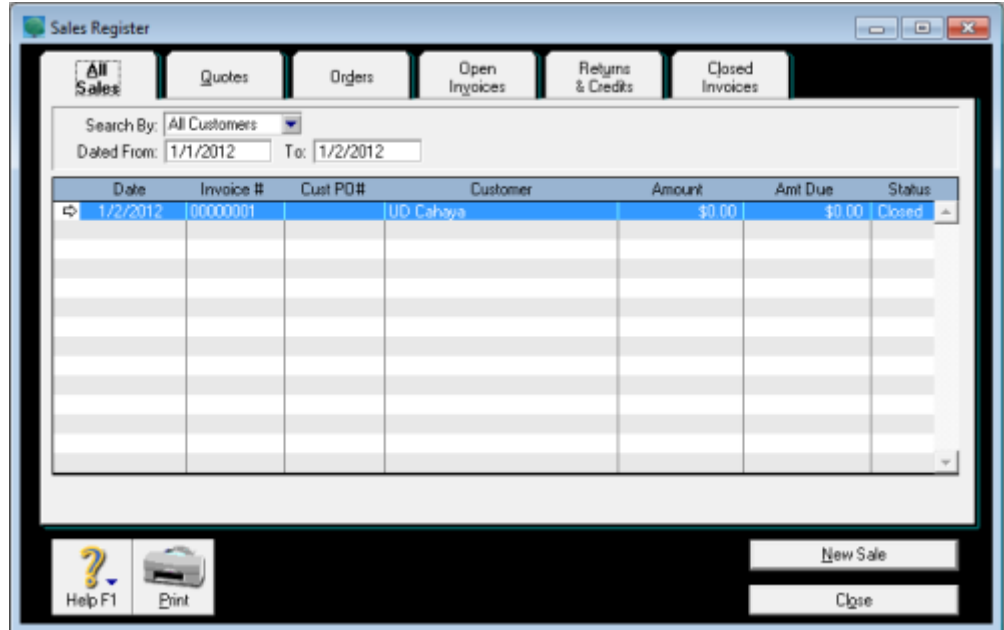 Sales Register
All Sales
Quotes
Orders
Open Invoices
Returns & Credits
Closed Invoices
Search By: All Customers
Dated From: 1/1/2012 To: 1/2/2012
Date Invoice # Cust PO# Customer Amount Amt Due Status
1/2/2012 00000001 UD Cahaya $0.00 $0.00 Closed
Help F1
Print
New Sale
Close